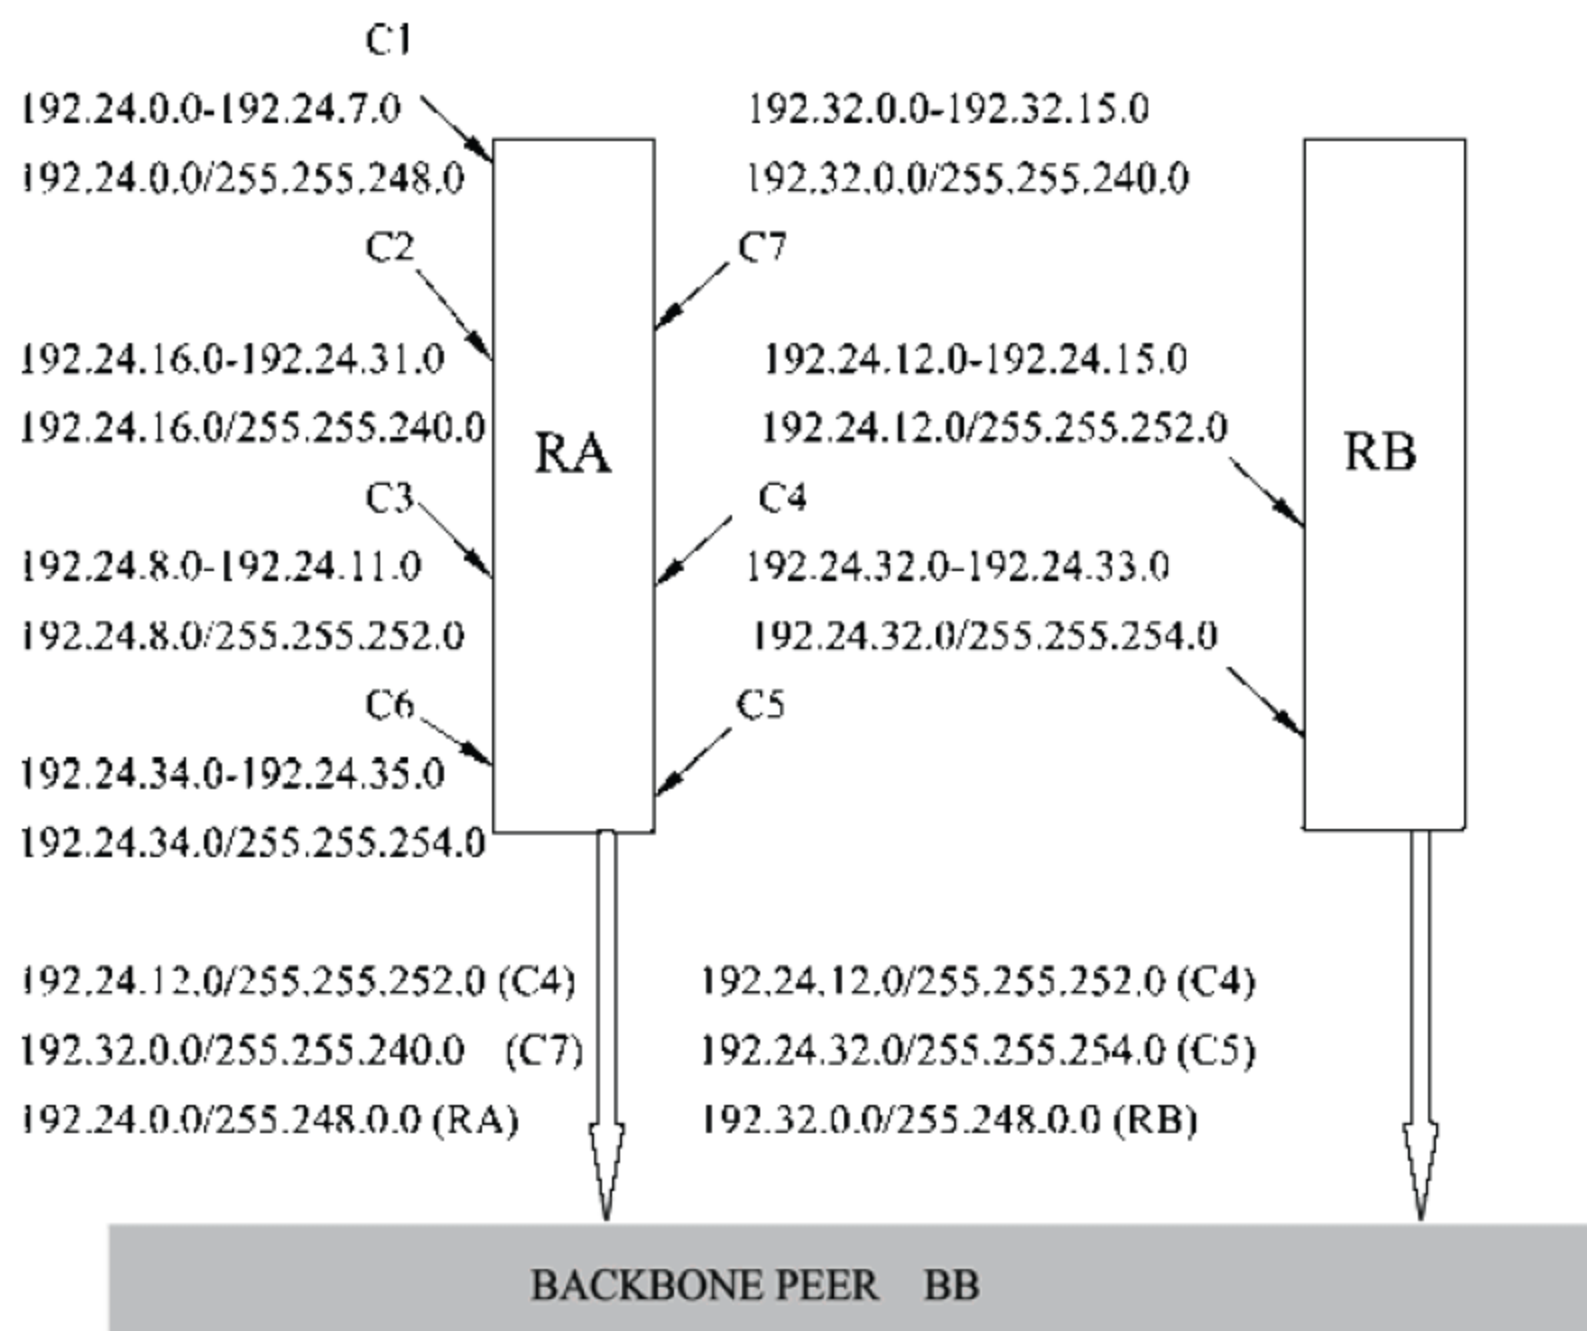 C1
192.24.0.0-192.24.7.0
192.32.0.0-192.32.15.0
192.24.0.0/255.255.248.0
192.32.0.0/255.255.240.0
C2
C7
192.24.16.0-192.24.31.0
192.24.12.0-192.24.15.0
192.24.16.0/255.255.240.0
192.24.12.0/255.255.252.0
RA
RB
C3
C4
192.24.8.0-192.24.11.0
192.24.32.0-192.24.33.0
192.24.8.0/255.255.252.0
192.24.32.0/255.255.254.0
C6
C5
192.24.34.0-192.24.35.0
192.24.34.0/255.255.254.0
192.24.12.0/255.255.252.0 (C4)
192.24.12.0/255.255.252.0 (C4)
192.32.0.0/255.255.240.0 (C7)
192.24.32.0/255.255.254.0 (C5)
192.24.0.0/255.248.0.0 (RA)
192.32.0.0/255.248.0.0 (RB)
BACKBONE PEER BB